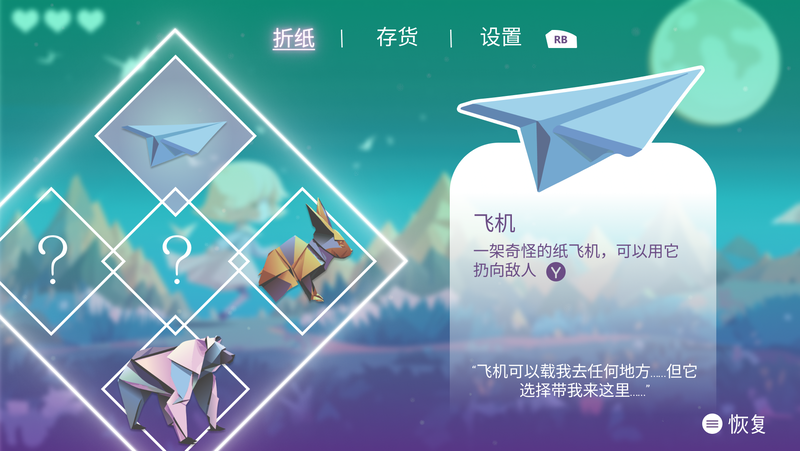 折纸 | 存货 | 设置 RB
? ?
飞机
一架奇怪的纸飞机，可以用它
扔向敌人 Y
“飞机可以载我去任何地方……但它
选择带我来这里……”
恢复